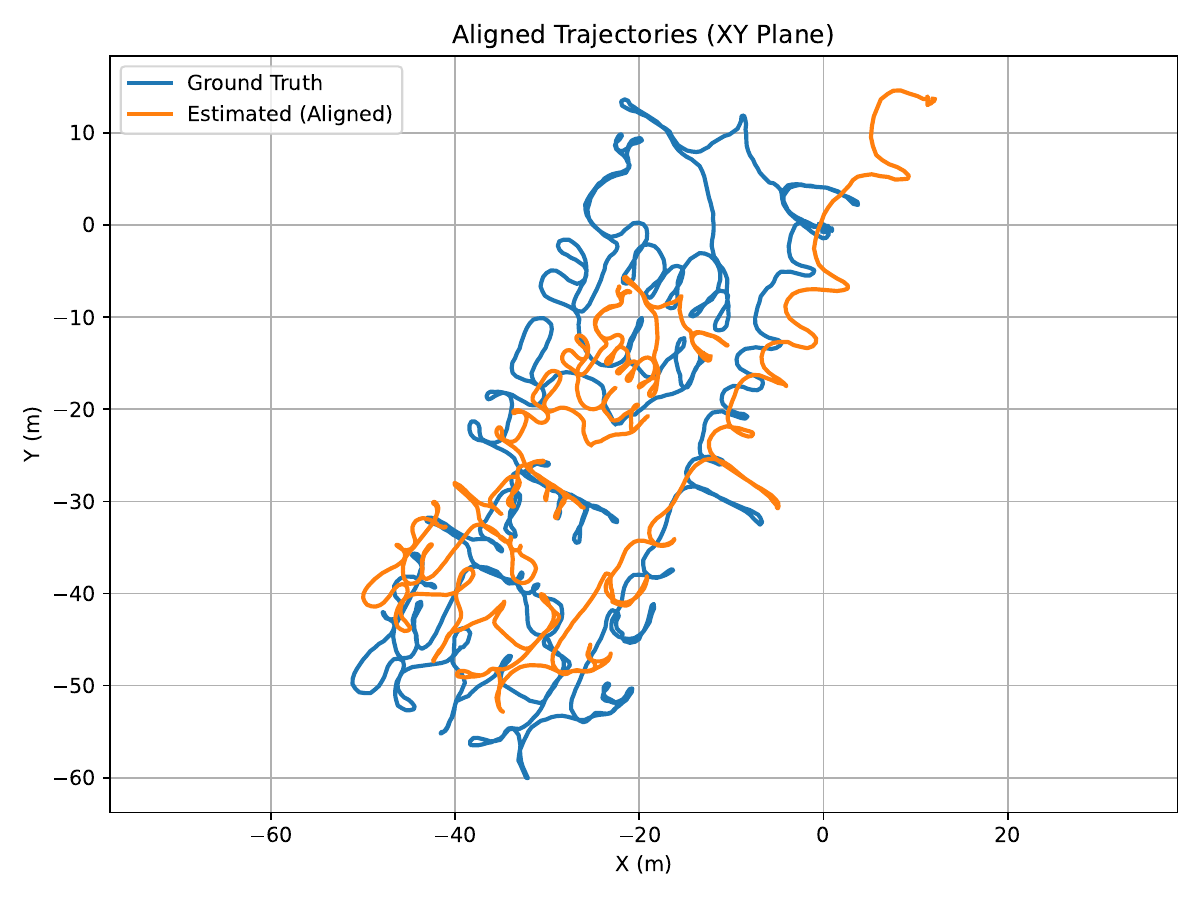 Aligned Trajectories (XY Plane)
Ground Truth
Estimated (Aligned)
10
0
−10
−20
−30
−40
−50
−60
Y (m)
−60
−40
−20
0
20
X (m)